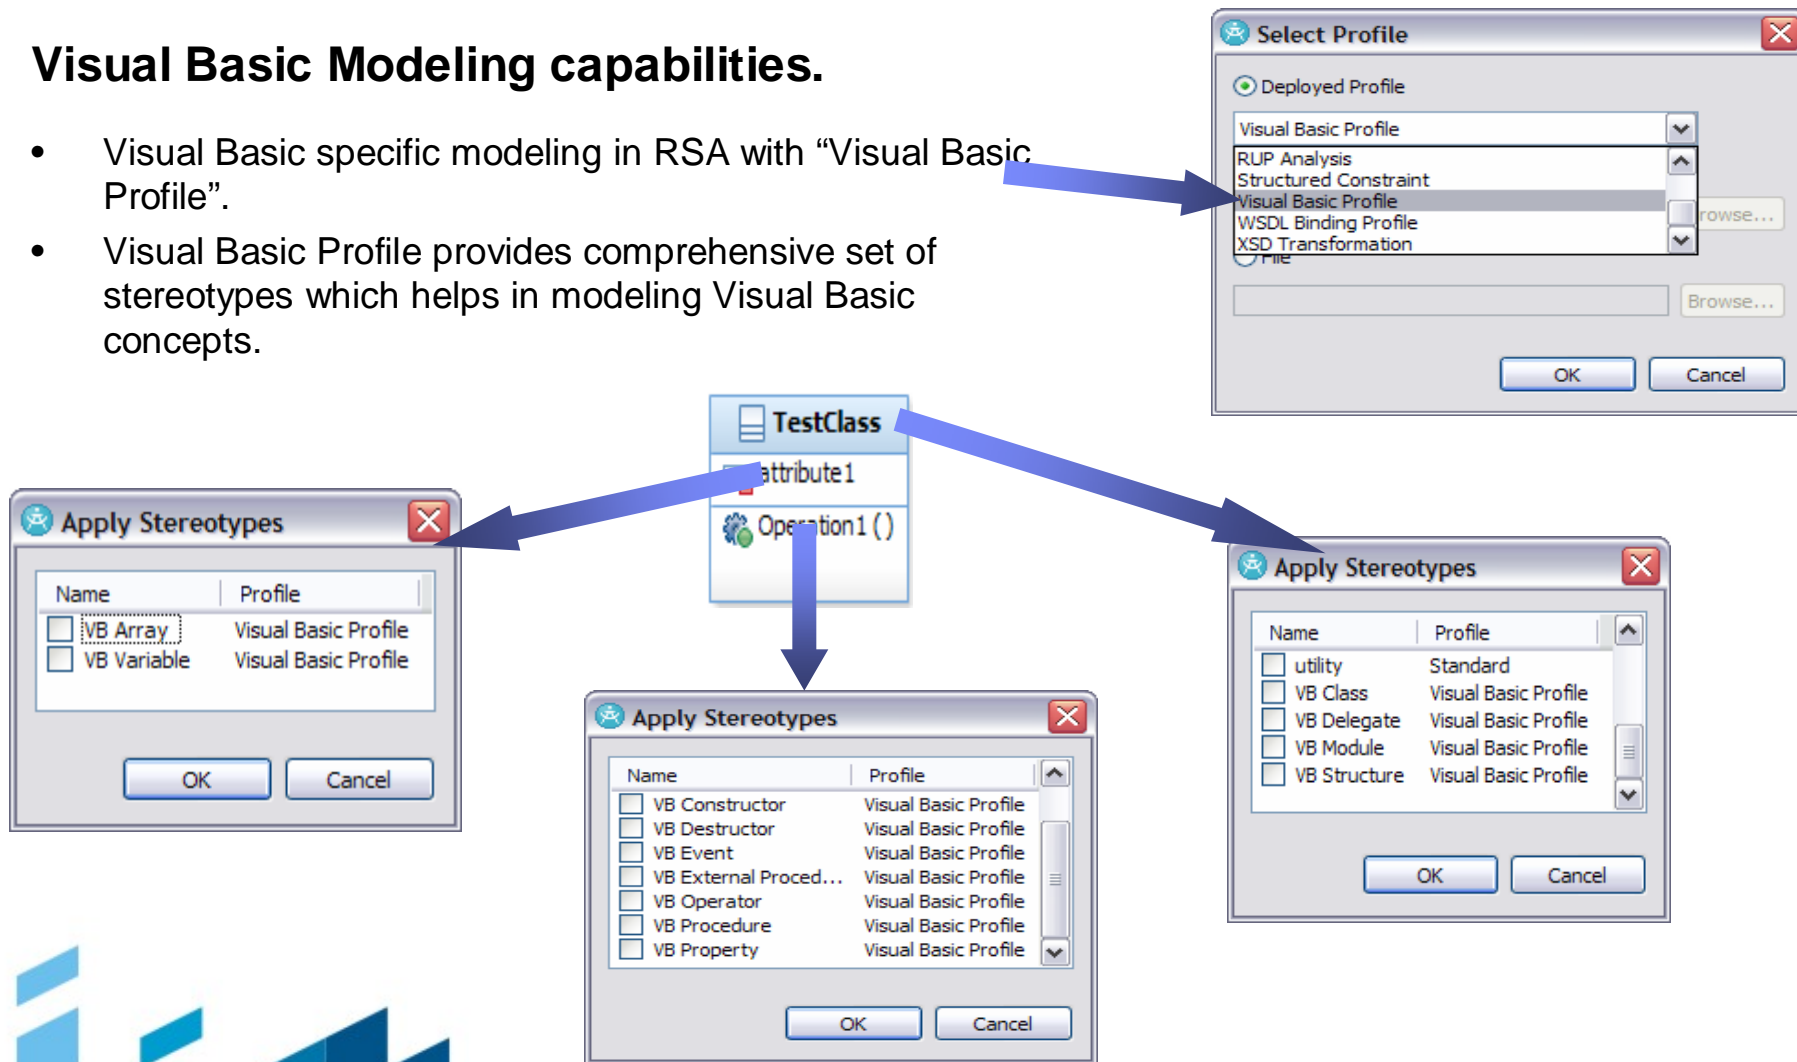 Visual Basic Modeling capabilities.
• Visual Basic specific modeling in RSA with “Visual Basic
Profile”.
• Visual Basic Profile provides comprehensive set of
stereotypes which helps in modeling Visual Basic
concepts.
Select Profile
Deployed Profile
Visual Basic Profile
RUP Analysis
Structured Constraint
Visual Basic Profile
WSDL Binding Profile
XSD Transformation
rowse...
File
Browse...
OK Cancel
TestClass
attribute1
Operation1 ( )
Apply Stereotypes
Name Profile
VB Array Visual Basic Profile
VB Variable Visual Basic Profile
OK Cancel
Apply Stereotypes
Name Profile
VB Constructor Visual Basic Profile
VB Destructor Visual Basic Profile
VB Event Visual Basic Profile
VB External Proced... Visual Basic Profile
VB Operator Visual Basic Profile
VB Procedure Visual Basic Profile
VB Property Visual Basic Profile
OK Cancel
Apply Stereotypes
Name Profile
utility Standard
VB Class Visual Basic Profile
VB Delegate Visual Basic Profile
VB Module Visual Basic Profile
VB Structure Visual Basic Profile
OK Cancel